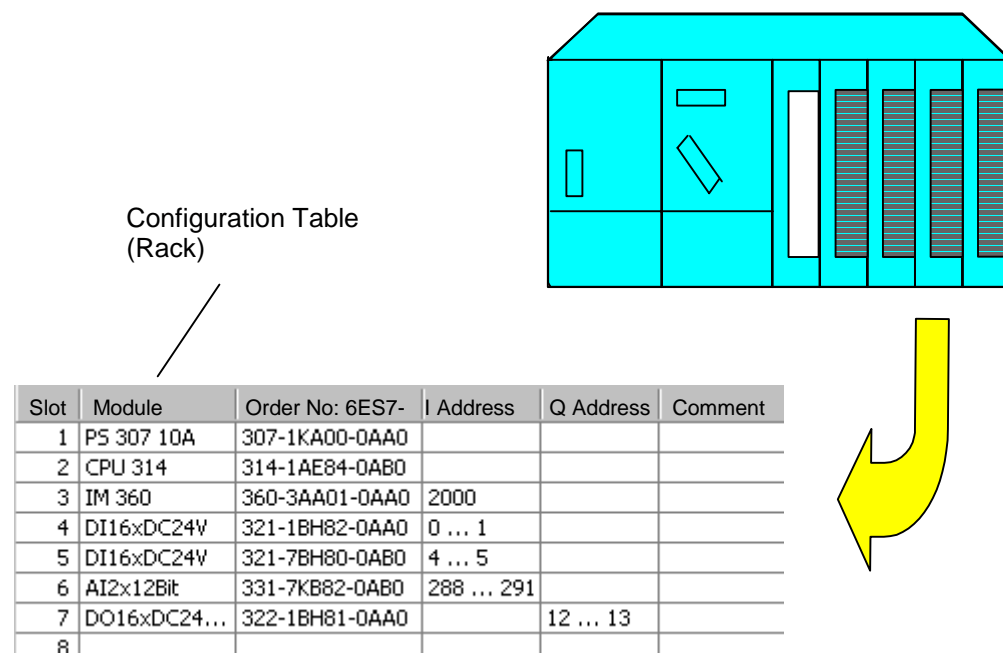 Configuration Table
(Rack)
Slot Module Order No: 6ES7- I Address Q Address Comment
1 PS 307 10A 307-1KA00-0AA0
2 CPU 314 314-1AE84-0AB0
3 IM 360 360-3AA01-0AA0 2000
4 DI16xDC24V 321-1BH82-0AA0 0 ... 1
5 DI16xDC24V 321-7BH80-0AB0 4 ... 5
6 AI2x12Bit 331-7KB82-0AB0 288 ... 291
7 DO16xDC24... 322-1BH81-0AA0 12 ... 13
8